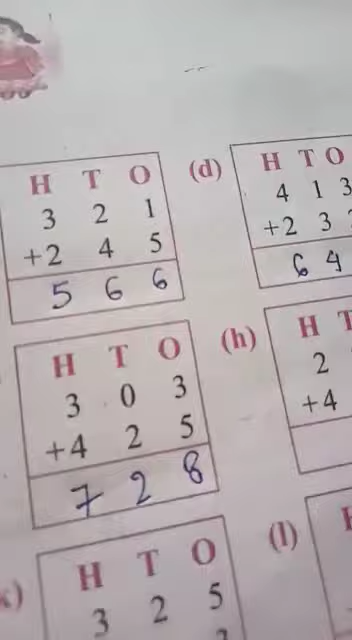 H T O
3 2 1
+2 4 5
5 6 6
(d)
H T O
4 1 3
+2 3
6 4
H T O
3 0 3
+4 2 5
7 2 8
(h)
H T
2
+4
H T O
3 2 5
(l)